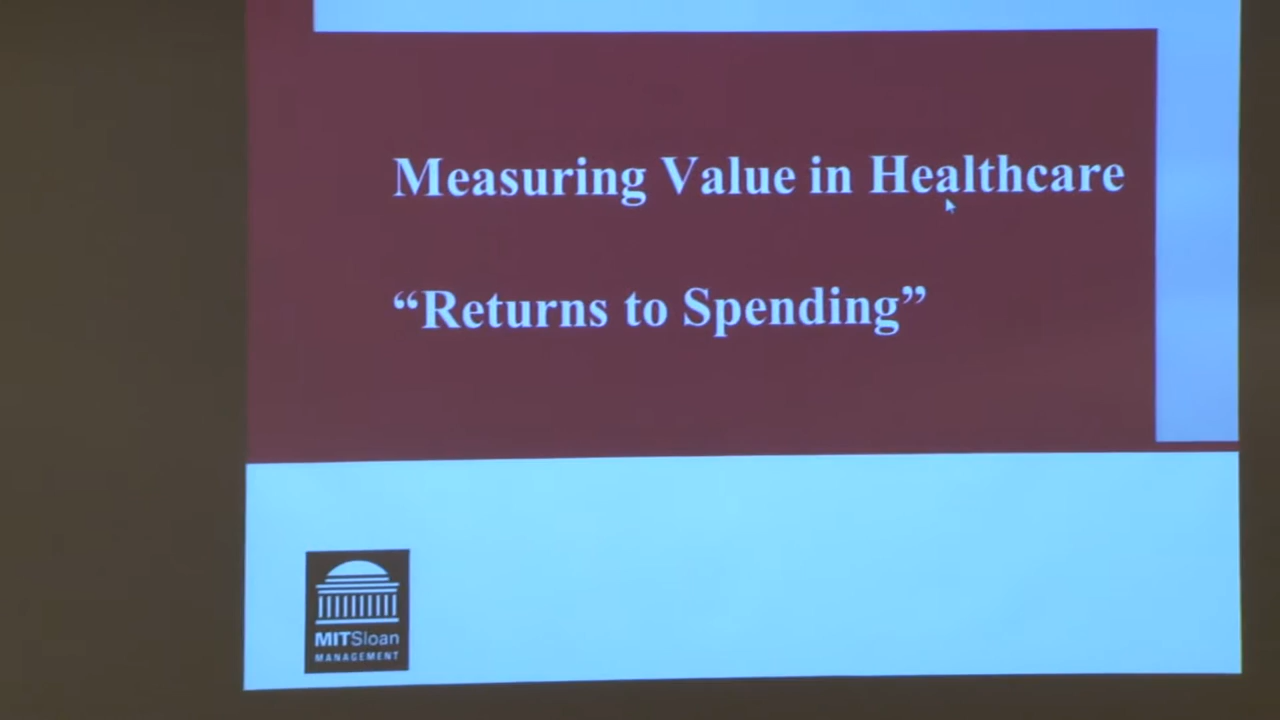 Measuring Value in Healthcare
“Returns to Spending”
MITSloan
MANAGEMENT